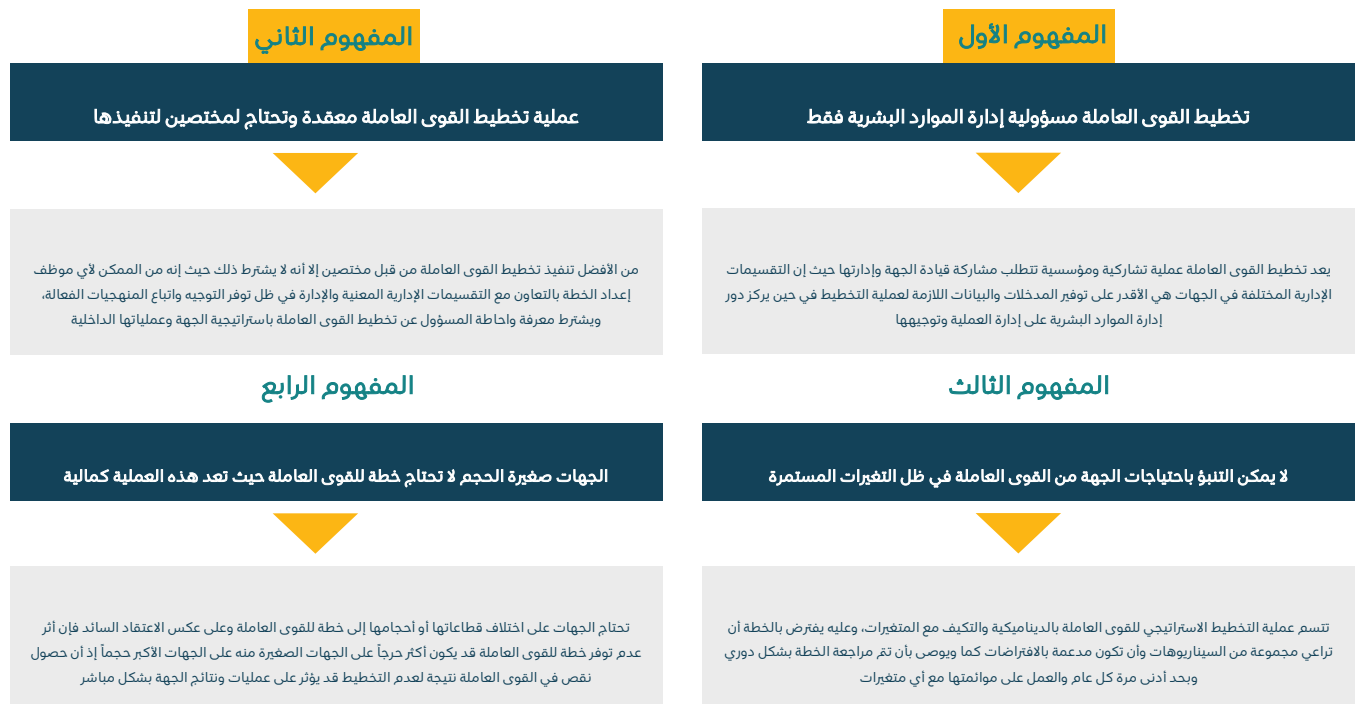 المفهوم الأول
تخطيط القوى العاملة مسؤولية إدارة الموارد البشرية فقط
يعد تخطيط القوى العاملة عملية تشاركية ومؤسسية تتطلب مشاركة قيادة الجهة وإدارتها حيث إن التقسيمات
الإدارية المختلفة في الجهات هي الأقدر على توفير المدخلات والبيانات اللازمة لعملية التخطيط في حين يركز دور
إدارة الموارد البشرية على إدارة العملية وتوجيهها
المفهوم الثاني
عملية تخطيط القوى العاملة معقدة وتحتاج لمختصين لتنفيذها
من الأفضل تنفيذ تخطيط القوى العاملة من قبل مختصين إلا أنه لا يشترط ذلك حيث إنه من الممكن لأي موظف
إعداد الخطة بالتعاون مع التقسيمات الإدارية المعنية والإدارة في ظل توفر التوجيه واتباع المنهجيات الفعالة،
ويشترط معرفة واحاطة المسؤول عن تخطيط القوى العاملة باستراتيجية الجهة وعملياتها الداخلية
المفهوم الثالث
لا يمكن التنبؤ باحتياجات الجهة من القوى العاملة في ظل التغيرات المستمرة
تتسم عملية التخطيط الاستراتيجي للقوى العاملة بالديناميكية والتكيف مع المتغيرات، وعليه يفترض بالخطة أن
تراعي مجموعة من السيناريوهات وأن تكون مدعمة بالافتراضات كما ويوصى بأن تتم مراجعة الخطة بشكل دوري
وبحد أدنى مرة كل عام والعمل على موائمتها مع أي متغيرات
المفهوم الرابع
الجهات صغيرة الحجم لا تحتاج خطة للقوى العاملة حيث تعد هذه العملية كمالية
تحتاج الجهات على اختلاف قطاعاتها أو أحجامها إلى خطة للقوى العاملة وعلى عكس الاعتقاد السائد فإن أثر
عدم توفر خطة للقوى العاملة قد يكون أكثر حرجاً على الجهات الصغيرة منه على الجهات الأكبر حجماً إذ أن حصول
نقص في القوى العاملة نتيجة لعدم التخطيط قد يؤثر على عمليات ونتائج الجهة بشكل مباشر